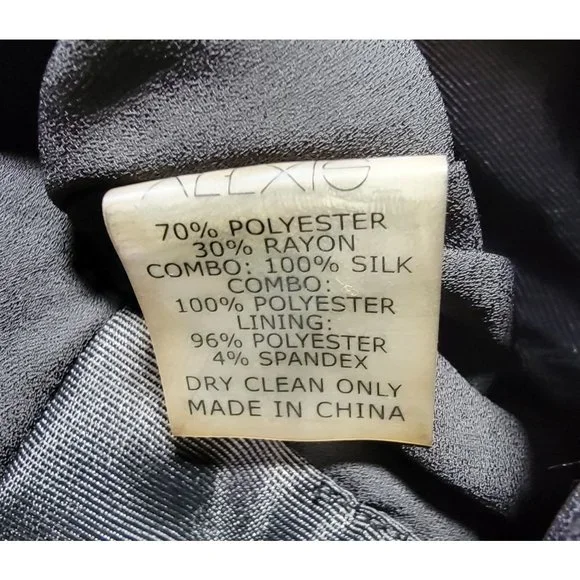 ALEXIS
70% POLYESTER
30% RAYON
COMBO: 100% SILK
COMBO:
100% POLYESTER
LINING:
96% POLYESTER
4% SPANDEX
DRY CLEAN ONLY
MADE IN CHINA